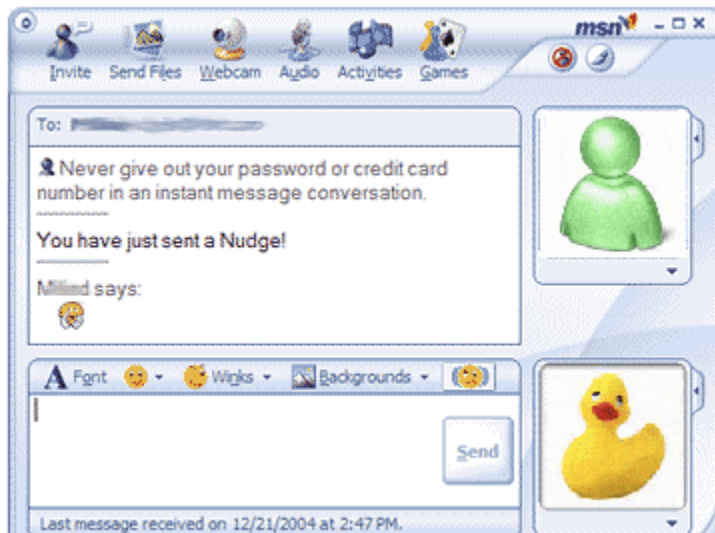 msn
Invite Send Files Webcam Audio Activities Games
To:
Never give out your password or credit card
number in an instant message conversation.
You have just sent a Nudge!
says:
Font Winks Backgrounds
Send
Last message received on 12/21/2004 at 2:47 PM.